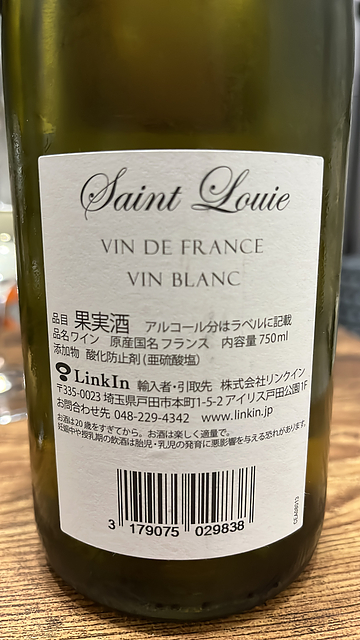 Saint Louie
VIN DE FRANCE
VIN BLANC
品目 果実酒 アルコール分はラベルに記載
品名 ワイン 原産国名 フランス 内容量 750ml
添加物 酸化防止剤(亜硫酸塩)
LinkIn 輸入者・引取先 株式会社リンクイン
〒335-0023 埼玉県戸田市本町1-5-2 アイリス戸田公園1F
お問合わせ先 048-229-4342 www.linkin.jp
お酒は20歳をすぎてから。お酒は楽しく適量で。
妊娠中や授乳期の飲酒は胎児・乳児の発育に悪影響を与える恐れがあります。
3 179075 029838